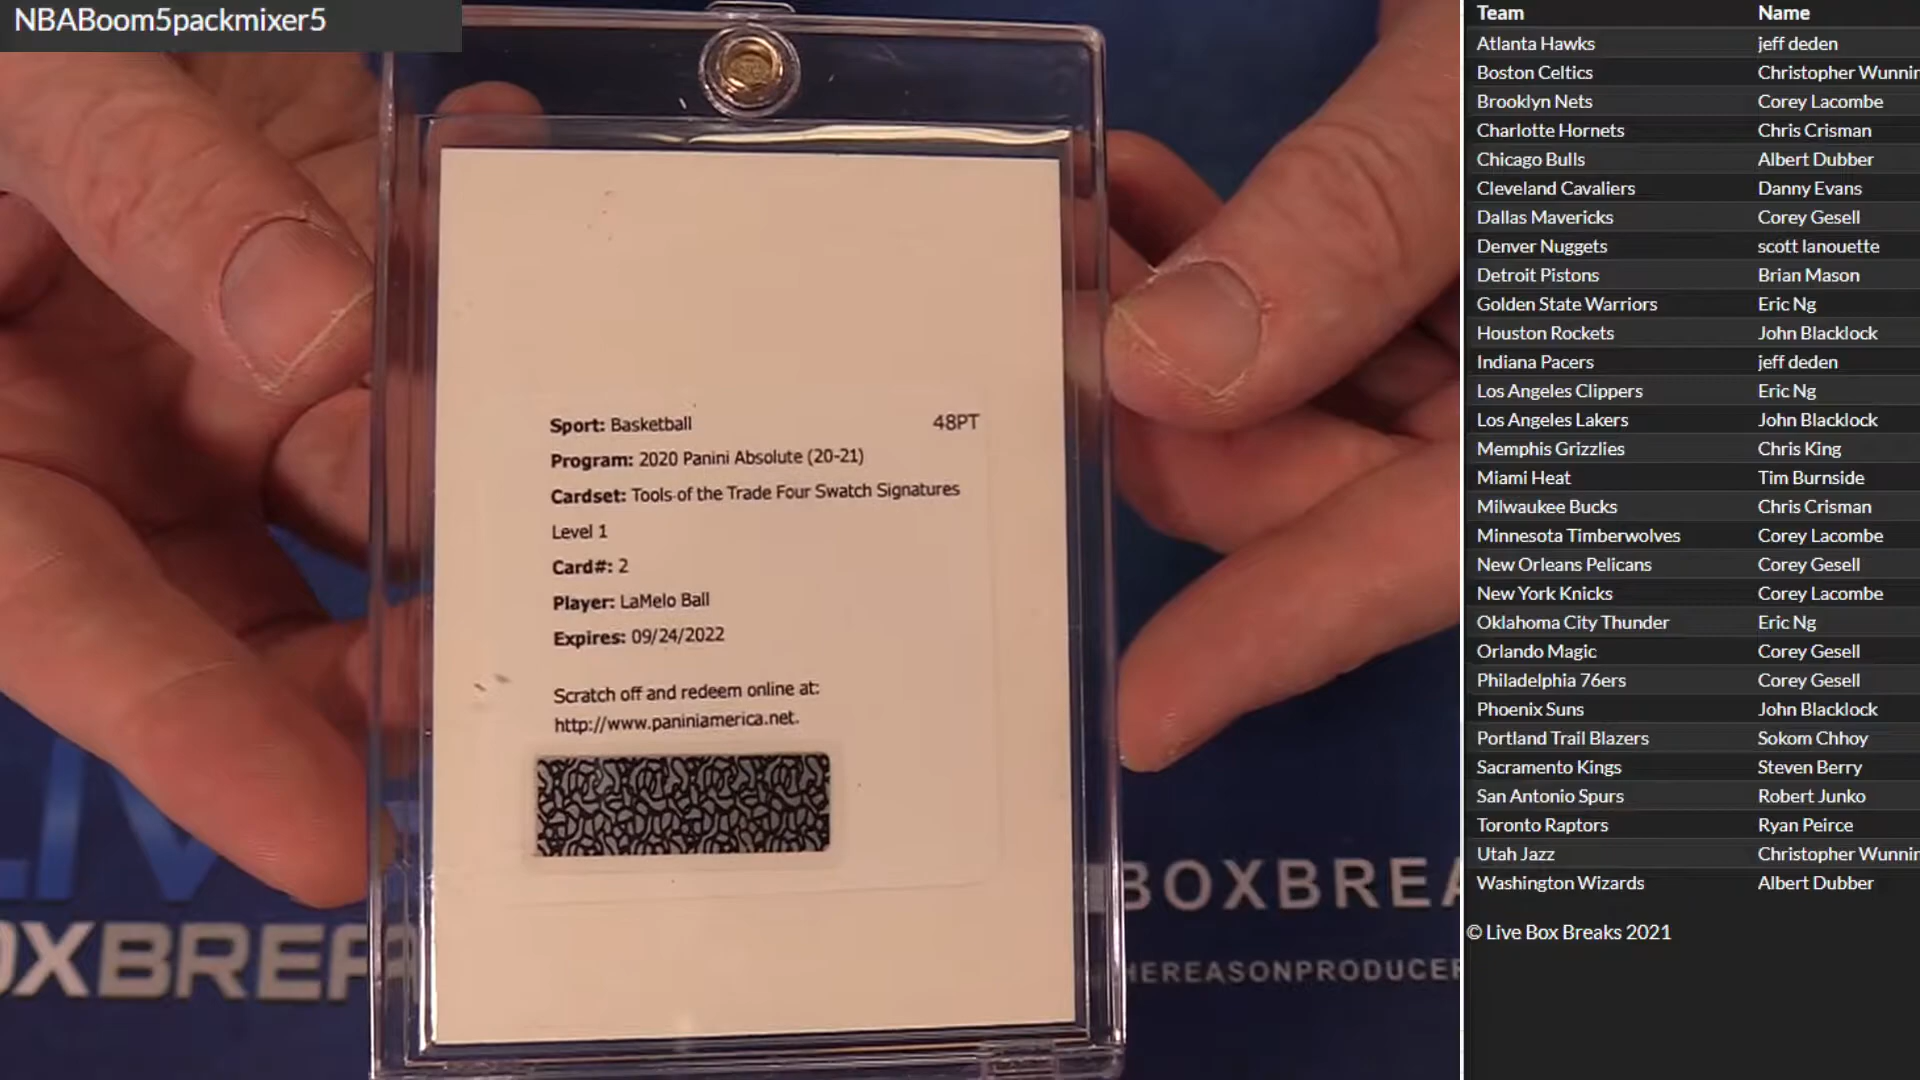 NBABoom5packmixer5
Sport: Basketball 48PT
Program: 2020 Panini Absolute (20-21)
Cardset: Tools of the Trade Four Swatch Signatures
Level 1
Card#: 2
Player: LaMelo Ball
Expires: 09/24/2022
Scratch off and redeem online at:
http://www.paniniamerica.net.
LIV
OXBREA
BOXBREA
HEREASONPRODUCER
Team Name
Atlanta Hawks jeff deden
Boston Celtics Christopher Wunnin
Brooklyn Nets Corey Lacombe
Charlotte Hornets Chris Crisman
Chicago Bulls Albert Dubber
Cleveland Cavaliers Danny Evans
Dallas Mavericks Corey Gesell
Denver Nuggets scott lanouette
Detroit Pistons Brian Mason
Golden State Warriors Eric Ng
Houston Rockets John Blacklock
Indiana Pacers jeff deden
Los Angeles Clippers Eric Ng
Los Angeles Lakers John Blacklock
Memphis Grizzlies Chris King
Miami Heat Tim Burnside
Milwaukee Bucks Chris Crisman
Minnesota Timberwolves Corey Lacombe
New Orleans Pelicans Corey Gesell
New York Knicks Corey Lacombe
Oklahoma City Thunder Eric Ng
Orlando Magic Corey Gesell
Philadelphia 76ers Corey Gesell
Phoenix Suns John Blacklock
Portland Trail Blazers Sokom Chhoy
Sacramento Kings Steven Berry
San Antonio Spurs Robert Junko
Toronto Raptors Ryan Peirce
Utah Jazz Christopher Wunnin
Washington Wizards Albert Dubber
© Live Box Breaks 2021